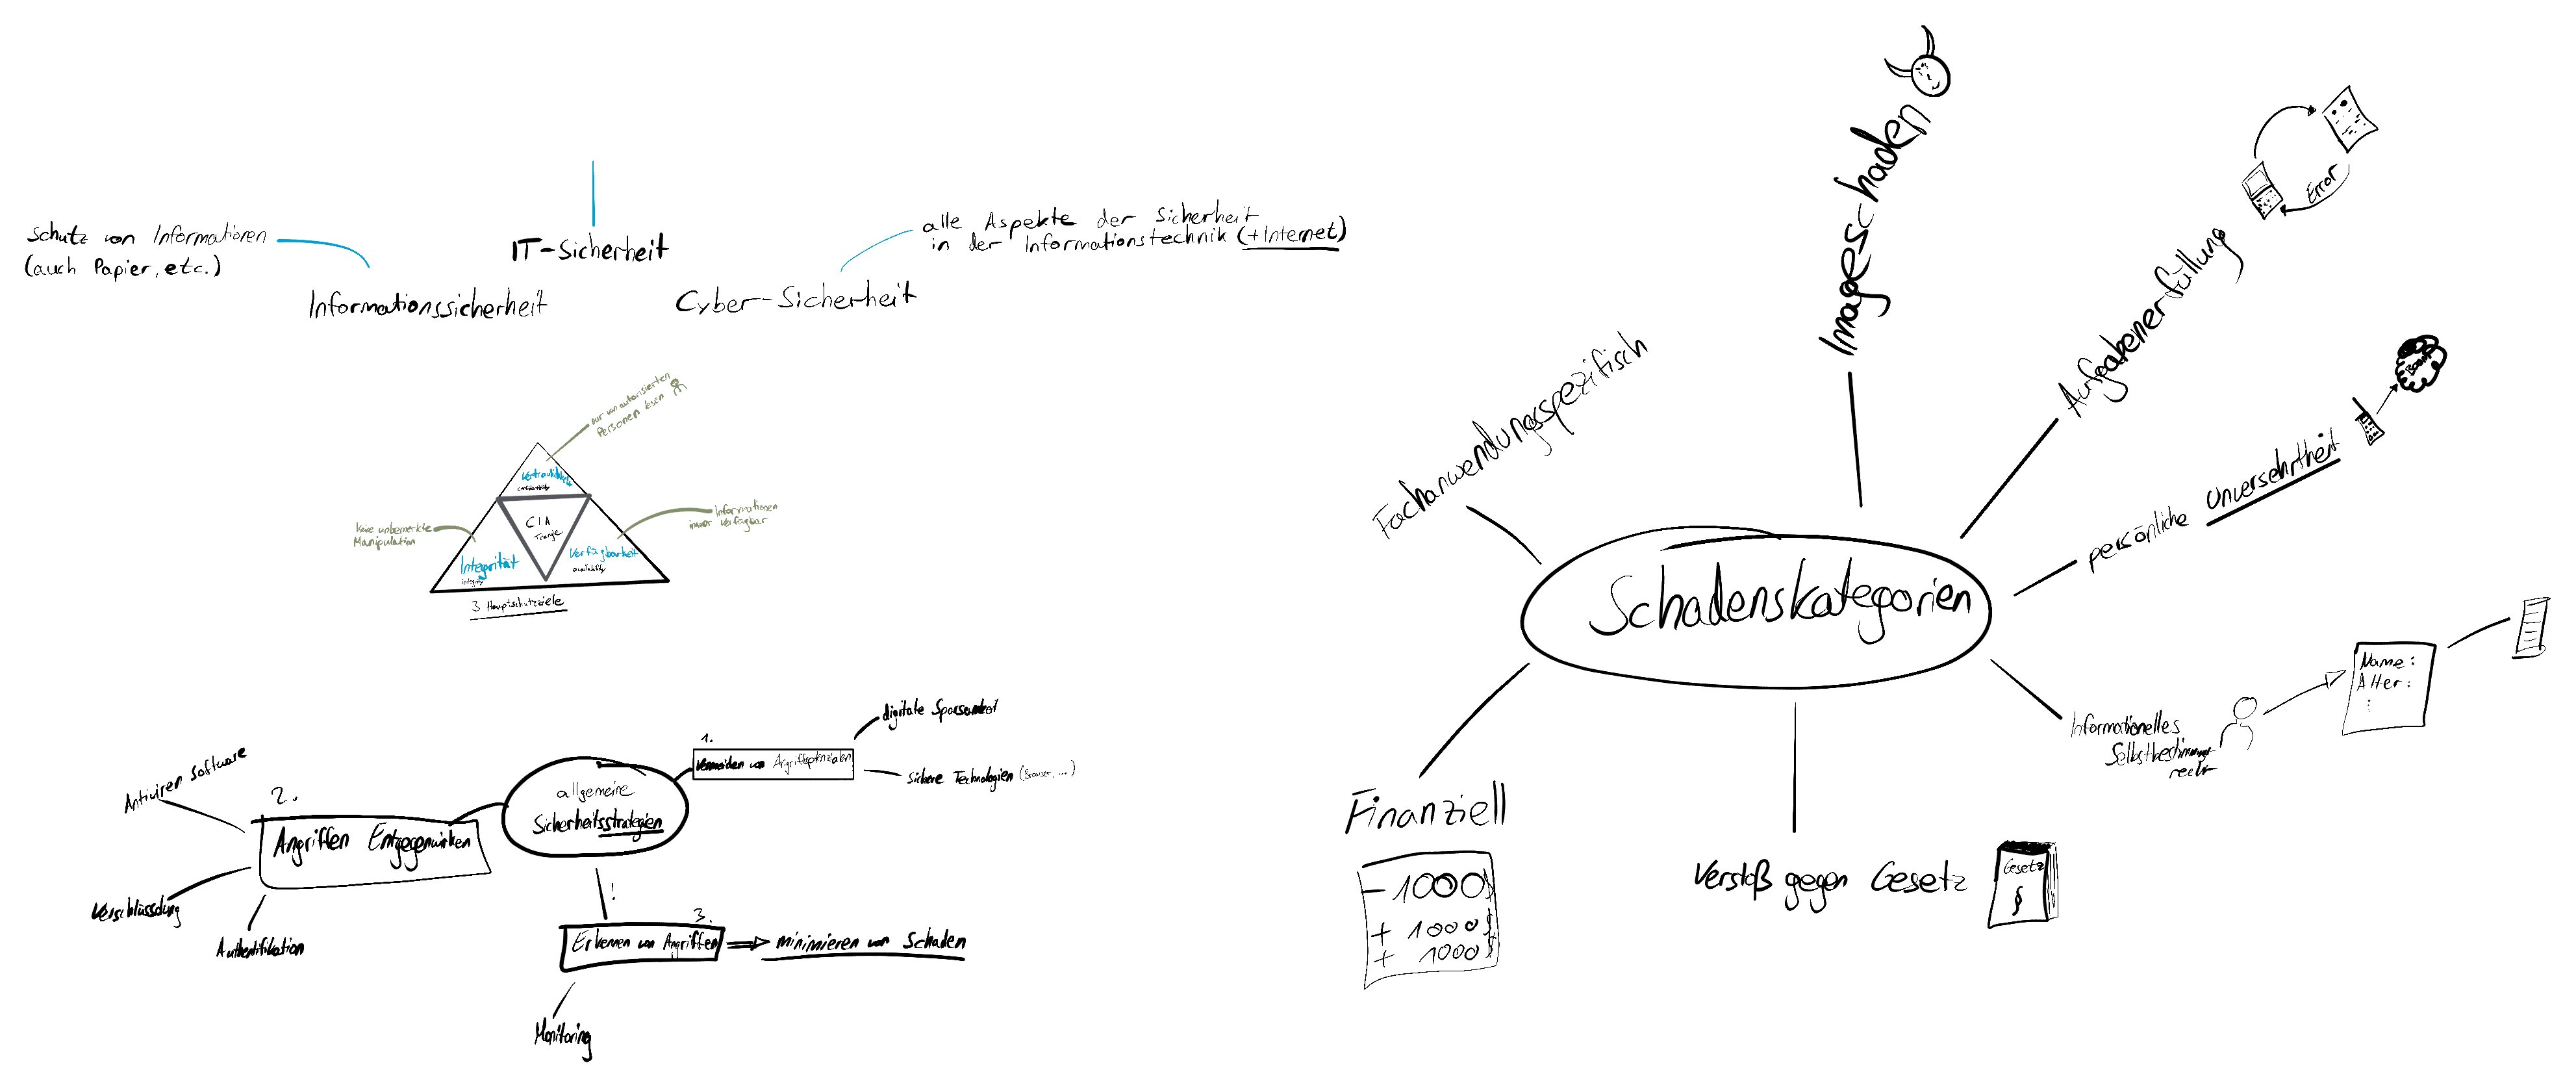 Schutz von Informationen
(auch Papier, etc.)
IT-Sicherheit
Informationssicherheit
Cyber-Sicherheit
alle Aspekte der Sicherheit
in der Informationstechnik (+Internet)
nur von autorisierten
Personen lesen
Vertraulichkeit
confidentiality
CIA
Triangle
Keine unbemerkte
Manipulation
Integrität
integrity
Verfügbarkeit
availability
Informationen
immer verfügbar
3 Hauptschutzziele
allgemeine
Sicherheitsstrategien
1.
Vermeiden von Angriffsptnzialen
digitale Sparsamkeit
Sichere Technologien (Browser, ...)
2.
Angriffen Entgegenwirken
Antiviren Software
Verschlüsselung
Authentifikation
!
3.
Erkennen von Angriffen
minimieren von Schaden
Monitoring
Schadenskategorien
Fachanwendungsspezifisch
Imageschaden
Aufgabenerfüllung
Error
persönliche Unversehrtheit
Boom
Informationelles
Selbstbestimmungs-
recht
Name:
Alter:
⋮
Verstoß gegen Gesetz
Gesetz
§
Finanziell
- 1000$
+ 1000$
+ 1000$